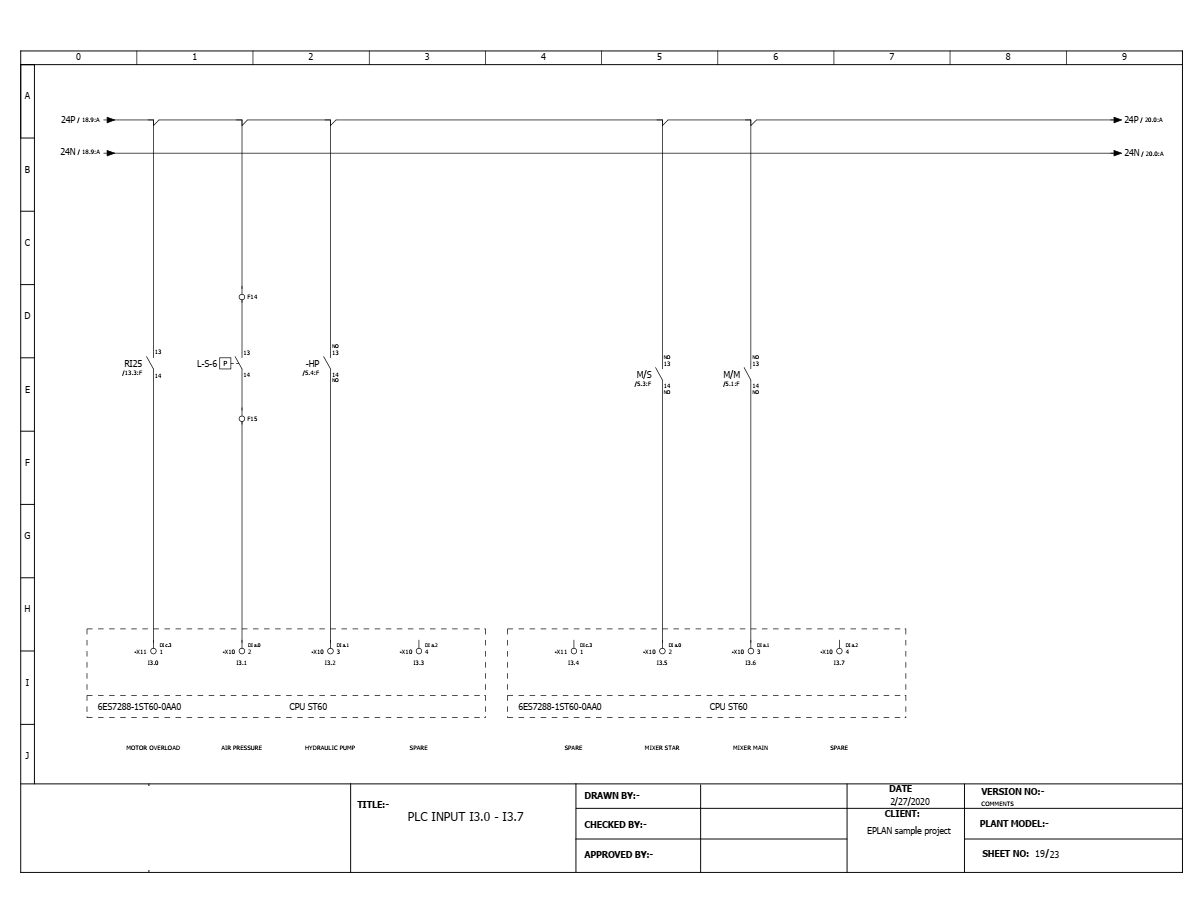 0 1 2 3 4 5 6 7 8 9
A
24P / 18.9:A 24P / 20.0:A
24N / 18.9:A 24N / 20.0:A
B
C
D
F14
NO
13 13 13 NO NO
RI25 L-S-6 P -HP 13 13
/13.3:F /5.4:F M/S M/M
14 14 14 /5.3:F /5.1:F
NO 14 14
E NO NO
F15
F
G
H
DI c.3 DI a.0 DI a.1 DI a.2 DI c.3 DI a.0 DI a.1 DI a.2
-X11 1 -X10 2 -X10 3 -X10 4 -X11 1 -X10 2 -X10 3 -X10 4
I3.0 I3.1 I3.2 I3.3 I3.4 I3.5 I3.6 I3.7
I
6ES7288-1ST60-0AA0 CPU ST60 6ES7288-1ST60-0AA0 CPU ST60
MOTOR OVERLOAD AIR PRESSURE HYDRAULIC PUMP SPARE SPARE MIXER STAR MIXER MAIN SPARE
J
TITLE:-
PLC INPUT I3.0 - I3.7
DRAWN BY:-
CHECKED BY:-
APPROVED BY:-
DATE
2/27/2020
CLIENT:
EPLAN sample project
VERSION NO:-
COMMENTS
PLANT MODEL:-
SHEET NO: 19/23